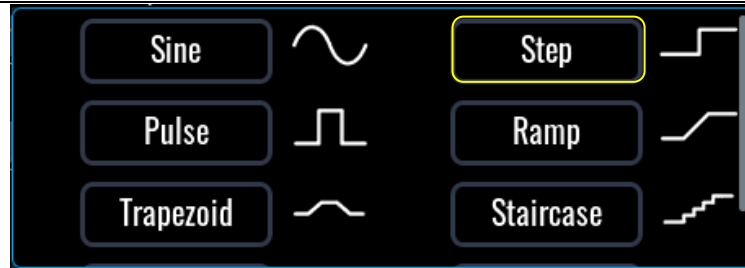 Sine
Step
Pulse
Ramp
Trapezoid
Staircase